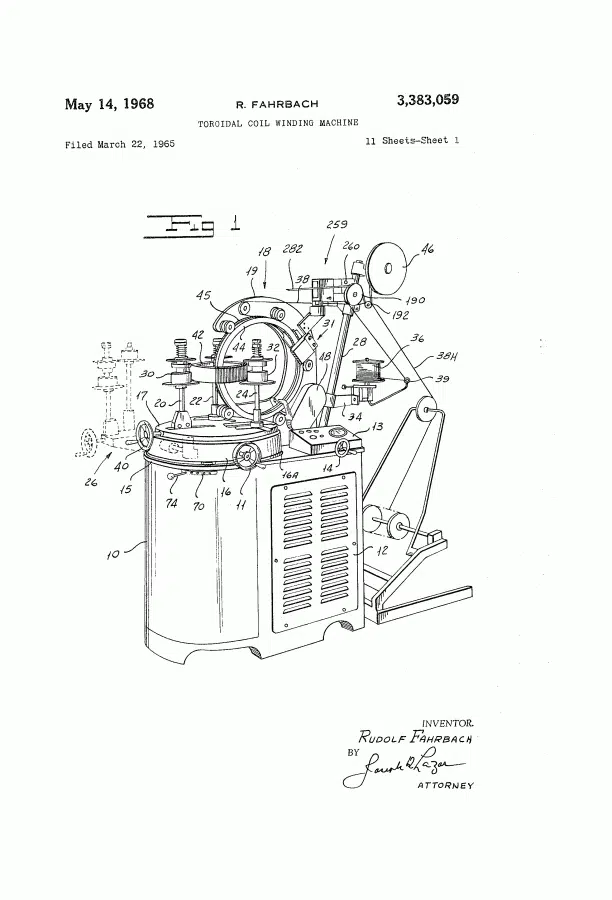 May 14, 1968 R. FAHRBACH 3,383,059
TOROIDAL COIL WINDING MACHINE
Filed March 22, 1965 11 Sheets-Sheet 1
Fig 1
259
18 282 260 46
19 38
45 190
31 192
42 44 32 28 36
48 38H
30 39
20 22 24
17 34
13
40
26 15 16 16A 14
74 70 11
10 12
INVENTOR.
RUDOLF FAHRBACH
BY
Joseph R. Lazar
ATTORNEY